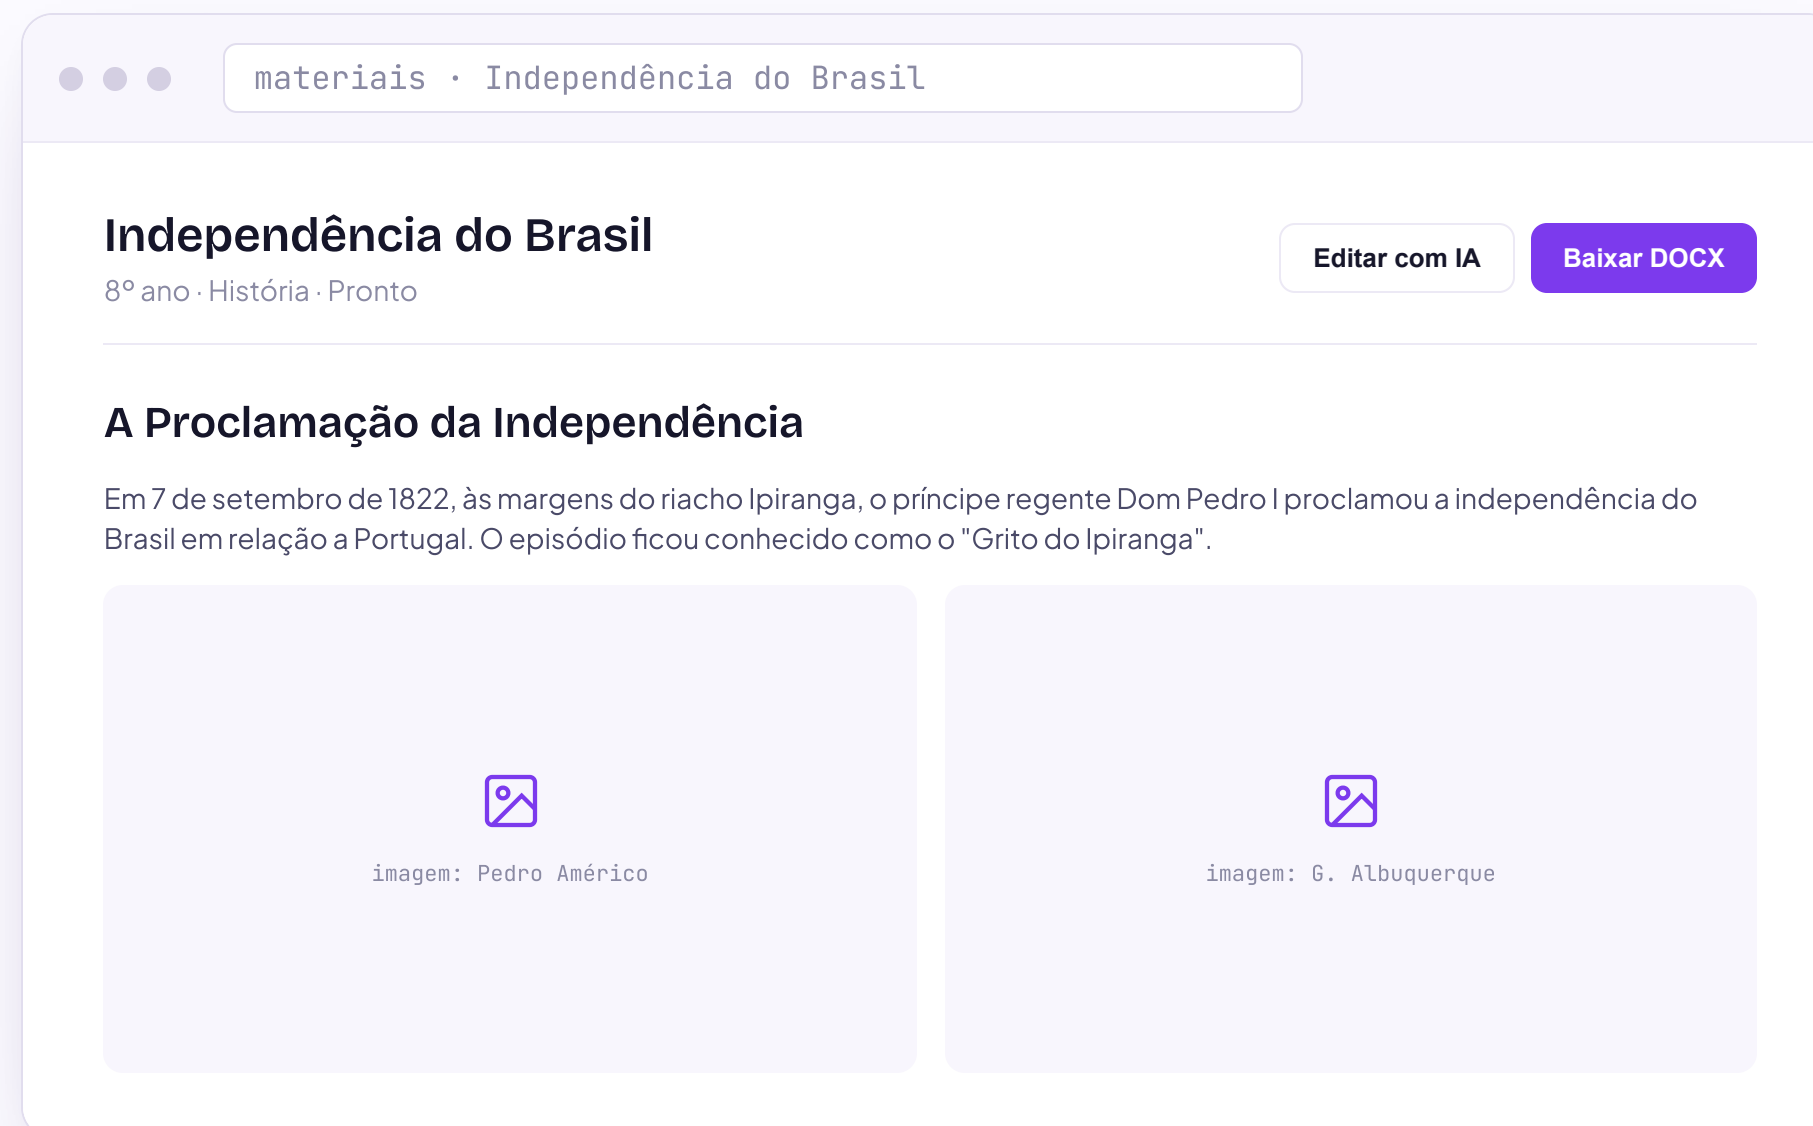 materiais · Independência do Brasil
Independência do Brasil
8º ano · História · Pronto
Editar com IA
Baixar DOCX
A Proclamação da Independência
Em 7 de setembro de 1822, às margens do riacho Ipiranga, o príncipe regente Dom Pedro I proclamou a independência do
Brasil em relação a Portugal. O episódio ficou conhecido como o "Grito do Ipiranga".
imagem: Pedro Américo
imagem: G. Albuquerque